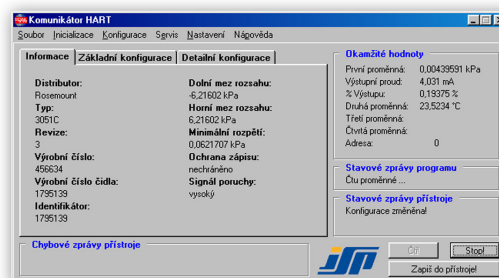 Komunikátor HART
Soubor Inicializace Konfigurace Servis Nastavení Nápověda
Informace Základní konfigurace Detailní konfigurace
Distributor:
Rosemount
Typ:
3051C
Revize:
3
Výrobní číslo:
456634
Výrobní číslo čidla:
1795139
Identifikátor:
1795139
Dolní mez rozsahu:
-6,21602 kPa
Horní mez rozsahu:
6,21602 kPa
Minimální rozpětí:
0,0621707 kPa
Ochrana zápisu:
nechráněno
Signál poruchy:
vysoký
Okamžité hodnoty
První proměnná: 0,00439591 kPa
Výstupní proud: 4,031 mA
% Výstupu: 0,19375 %
Druhá proměnná: 23,5234 °C
Třetí proměnná:
Čtvrtá proměnná:
Adresa: 0
Stavové zprávy programu
Čtu proměnné ...
Stavové zprávy přístroje
Konfigurace změněna!
Chybové zprávy přístroje
Čti Stop!
Zapiš do přístroje!